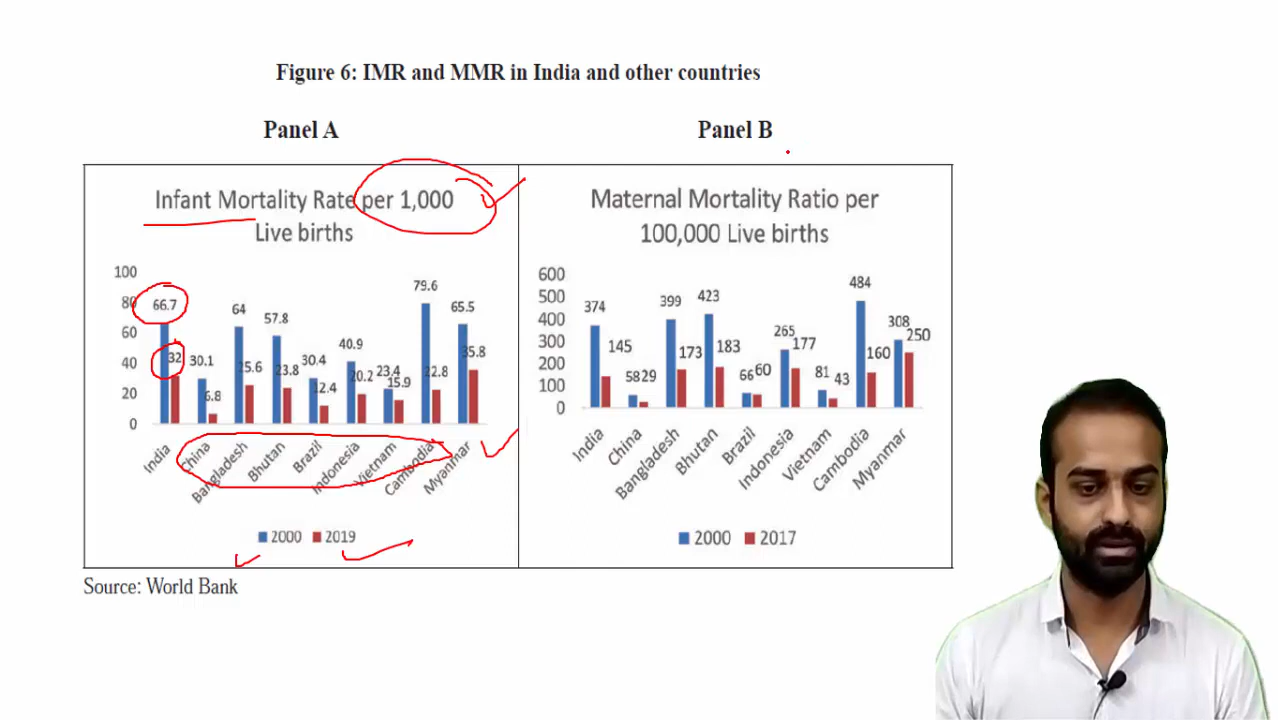 Figure 6: IMR and MMR in India and other countries
Panel A
Panel B
Infant Mortality Rate per 1,000
Live births
100
80
60
40
20
0
66.7
32
30.1
6.8
64
25.6
57.8
23.8
30.4
12.4
40.9
20.2
23.4
15.9
79.6
22.8
65.5
35.8
India
China
Bangladesh
Bhutan
Brazil
Indonesia
Vietnam
Cambodia
Myanmar
2000 2019
Maternal Mortality Ratio per
100,000 Live births
600
500
400
300
200
100
0
374
145
58
29
399
173
423
183
66
60
265
177
81
43
484
160
308
250
India
China
Bangladesh
Bhutan
Brazil
Indonesia
Vietnam
Cambodia
Myanmar
2000 2017
Source: World Bank